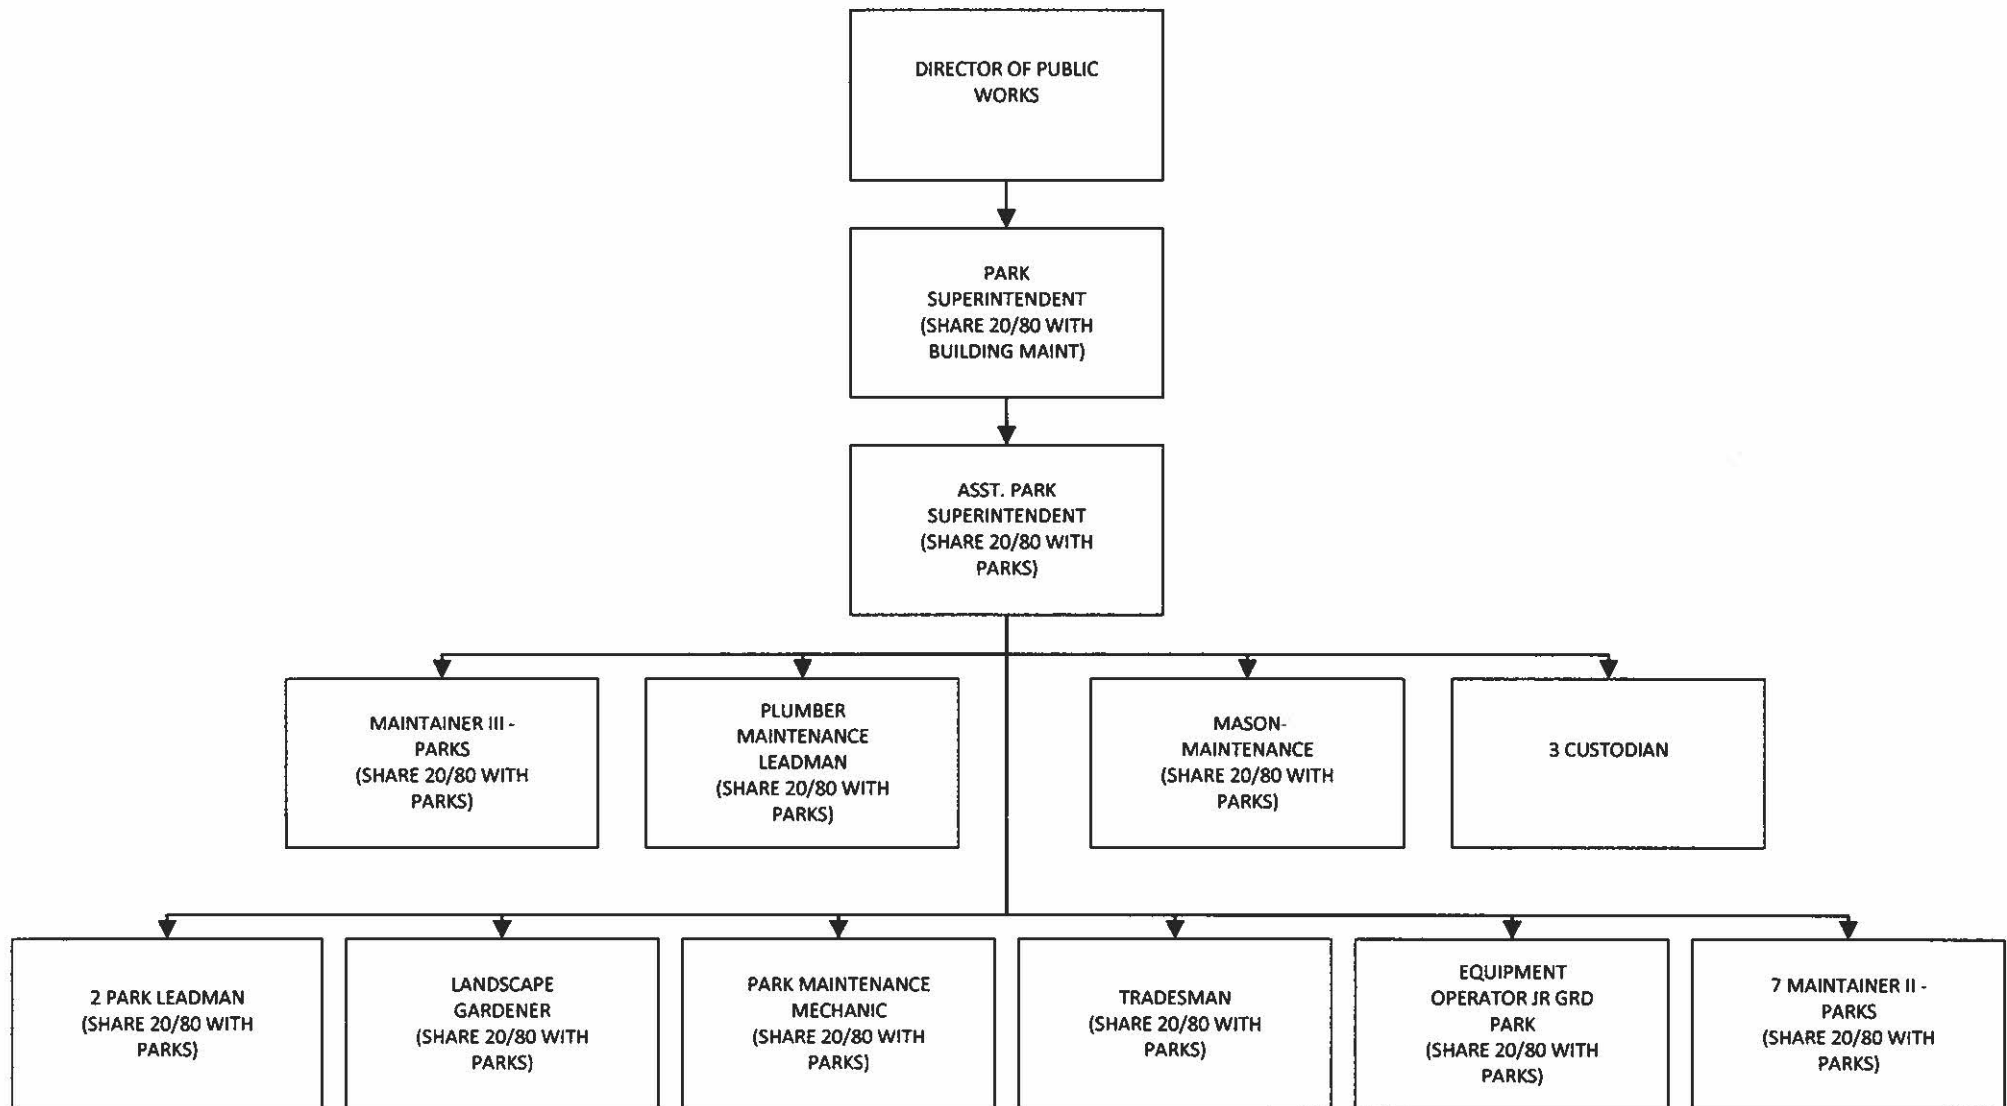 DIRECTOR OF PUBLIC
WORKS
PARK
SUPERINTENDENT
(SHARE 20/80 WITH
BUILDING MAINT)
ASST. PARK
SUPERINTENDENT
(SHARE 20/80 WITH
PARKS)
MAINTAINER III -
PARKS
(SHARE 20/80 WITH
PARKS)
PLUMBER
MAINTENANCE
LEADMAN
(SHARE 20/80 WITH
PARKS)
MASON-
MAINTENANCE
(SHARE 20/80 WITH
PARKS)
3 CUSTODIAN
2 PARK LEADMAN
(SHARE 20/80 WITH
PARKS)
LANDSCAPE
GARDENER
(SHARE 20/80 WITH
PARKS)
PARK MAINTENANCE
MECHANIC
(SHARE 20/80 WITH
PARKS)
TRADESMAN
(SHARE 20/80 WITH
PARKS)
EQUIPMENT
OPERATOR JR GRD
PARK
(SHARE 20/80 WITH
PARKS)
7 MAINTAINER II -
PARKS
(SHARE 20/80 WITH
PARKS)